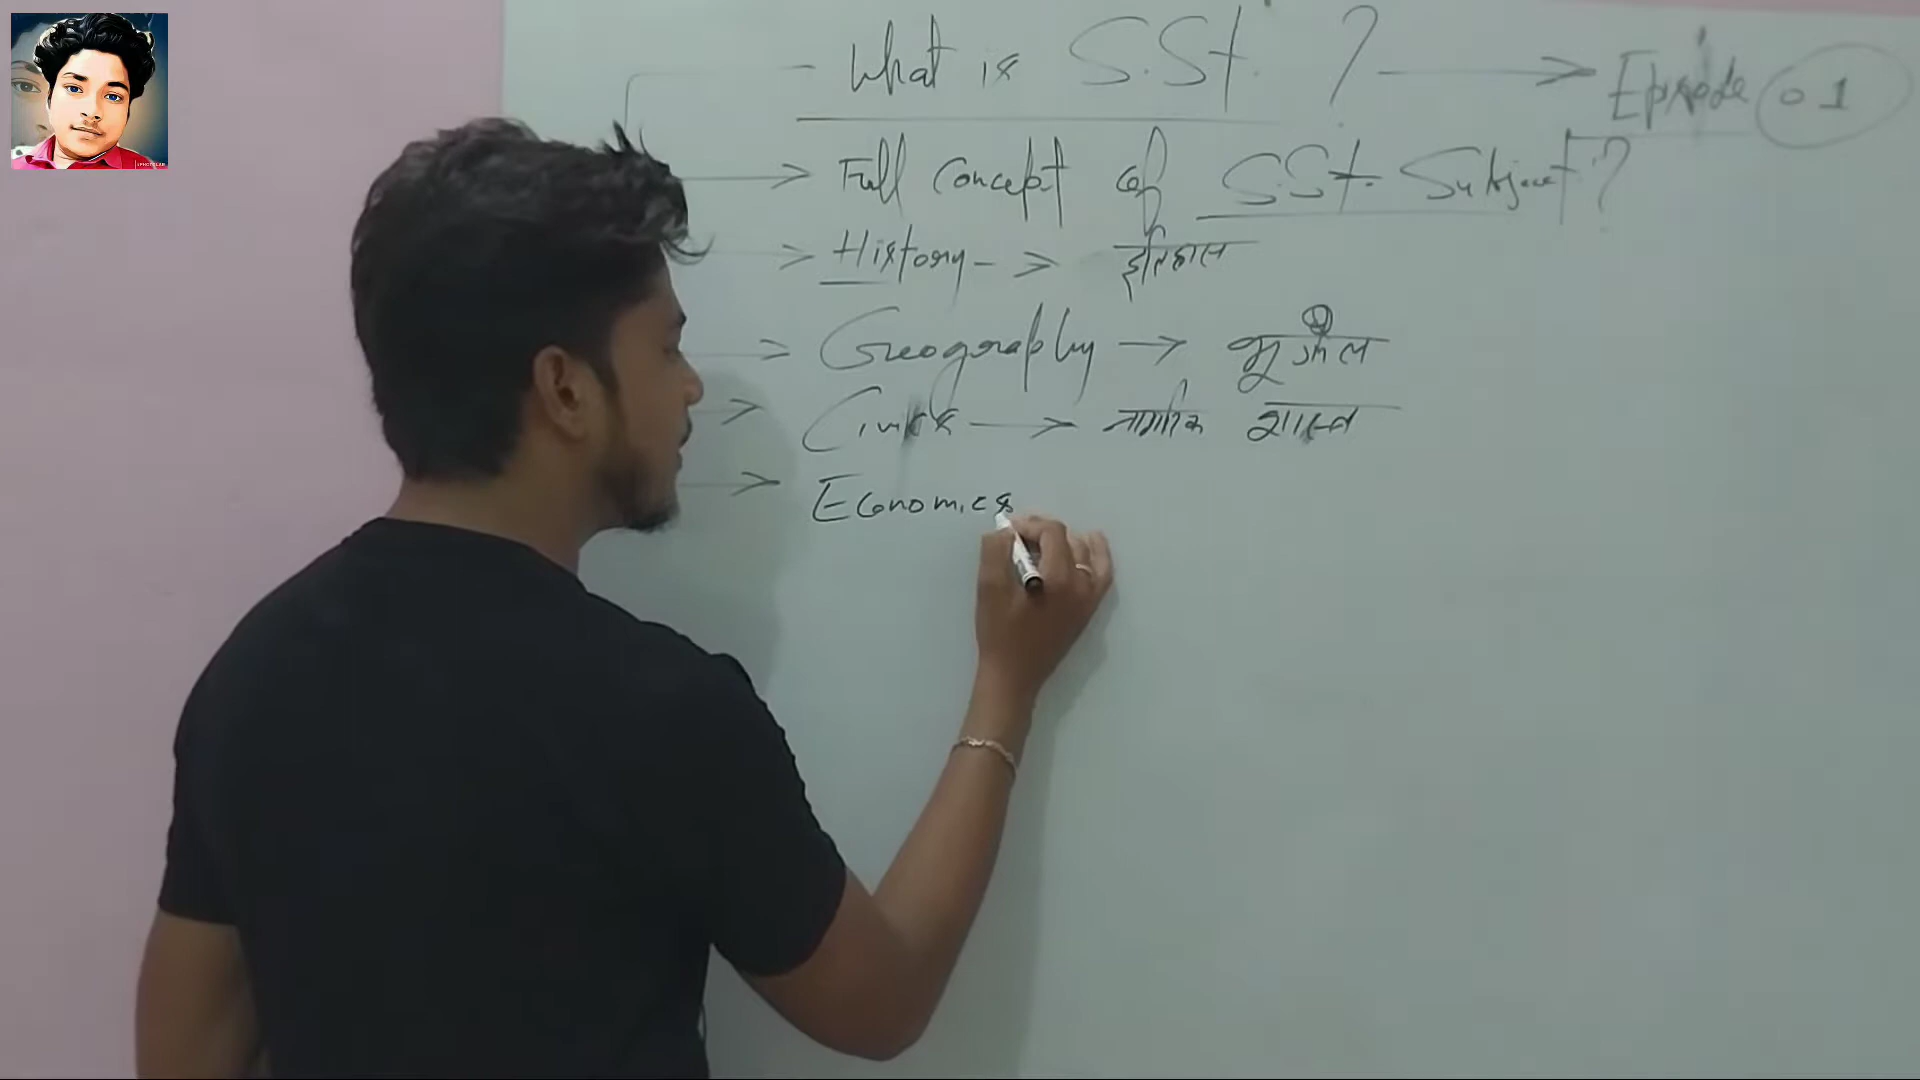 What is S.St. ? → Episode 01
→ Full Concept of S.St. Subject ?
→ History → इतिहास
→ Geography → भूगोल
→ Civics → नागरिक शास्त्र
→ Economics